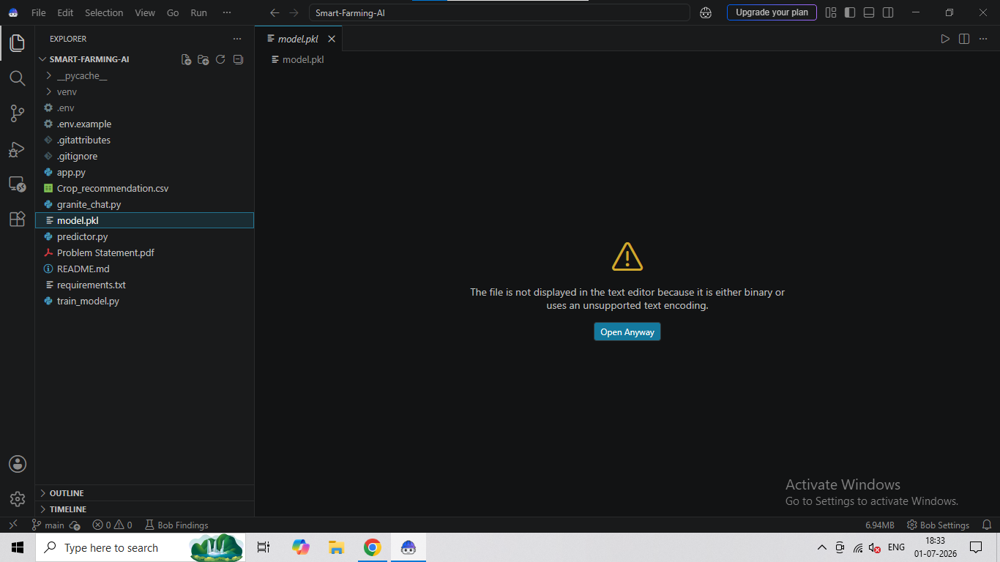 File Edit Selection View Go Run ···
Smart-Farming-AI
Upgrade your plan
EXPLORER
SMART-FARMING-AI
__pycache__
venv
.env
.env.example
.gitattributes
.gitignore
app.py
Crop_recommendation.csv
granite_chat.py
model.pkl
predictor.py
Problem Statement.pdf
README.md
requirements.txt
train_model.py
OUTLINE
TIMELINE
model.pkl
model.pkl
The file is not displayed in the text editor because it is either binary or
uses an unsupported text encoding.
Open Anyway
Activate Windows
Go to Settings to activate Windows.
main 0 0 Bob Findings 6.94MB Bob Settings
Type here to search
ENG
18:33
01-07-2026